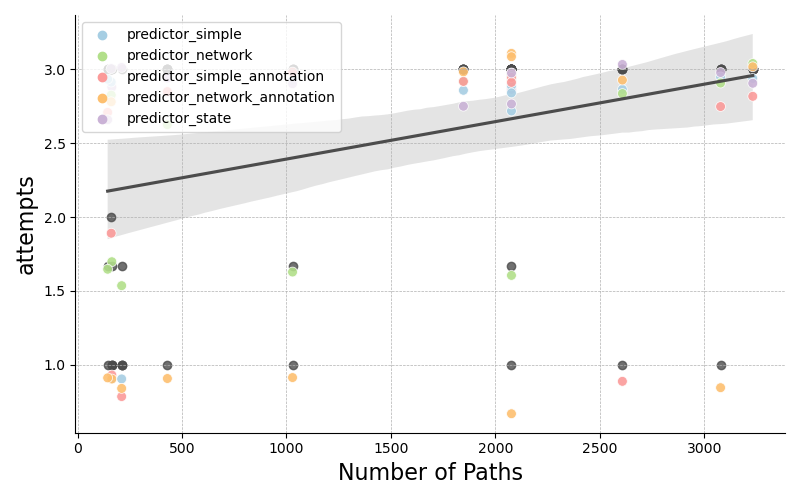 predictor_simple
predictor_network
predictor_simple_annotation
predictor_network_annotation
predictor_state
3.0
2.5
2.0
1.5
1.0
attempts
0
500
1000
1500
2000
2500
3000
Number of Paths